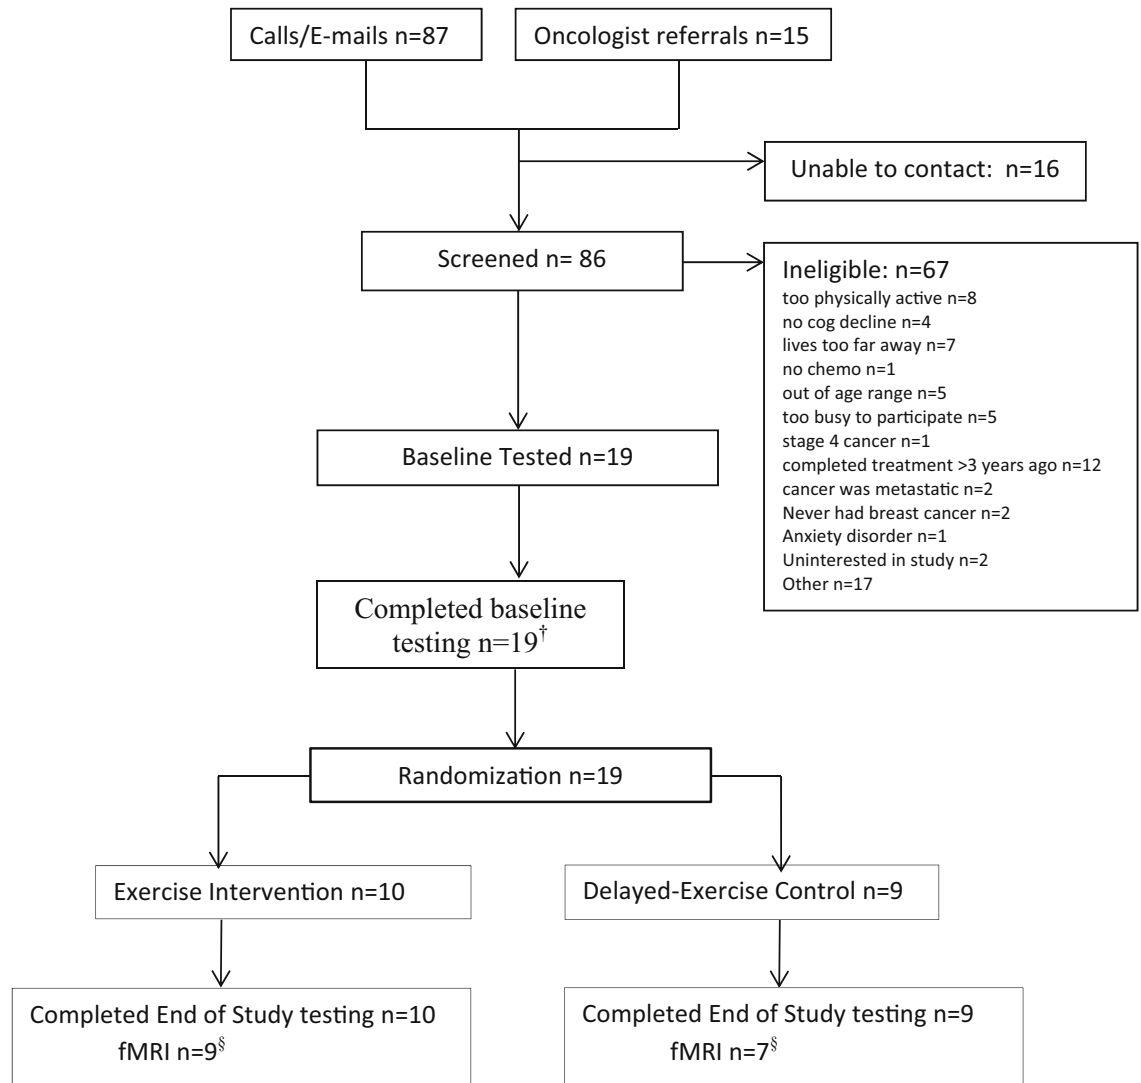 Calls/E-mails n=87
Oncologist referrals n=15
Unable to contact:  n=16
Screened n= 86
Ineligible: n=67
too physically active n=8
no cog decline n=4
lives too far away n=7
no chemo n=1
out of age range n=5
too busy to participate n=5
stage 4 cancer n=1
completed treatment >3 years ago n=12
cancer was metastatic n=2
Never had breast cancer n=2
Anxiety disorder n=1
Uninterested in study n=2
Other n=17
Baseline Tested n=19
Completed baseline
testing n=19†
Randomization n=19
Exercise Intervention n=10
Delayed-Exercise Control n=9
Completed End of Study testing n=10
fMRI n=9§
Completed End of Study testing n=9
fMRI n=7§